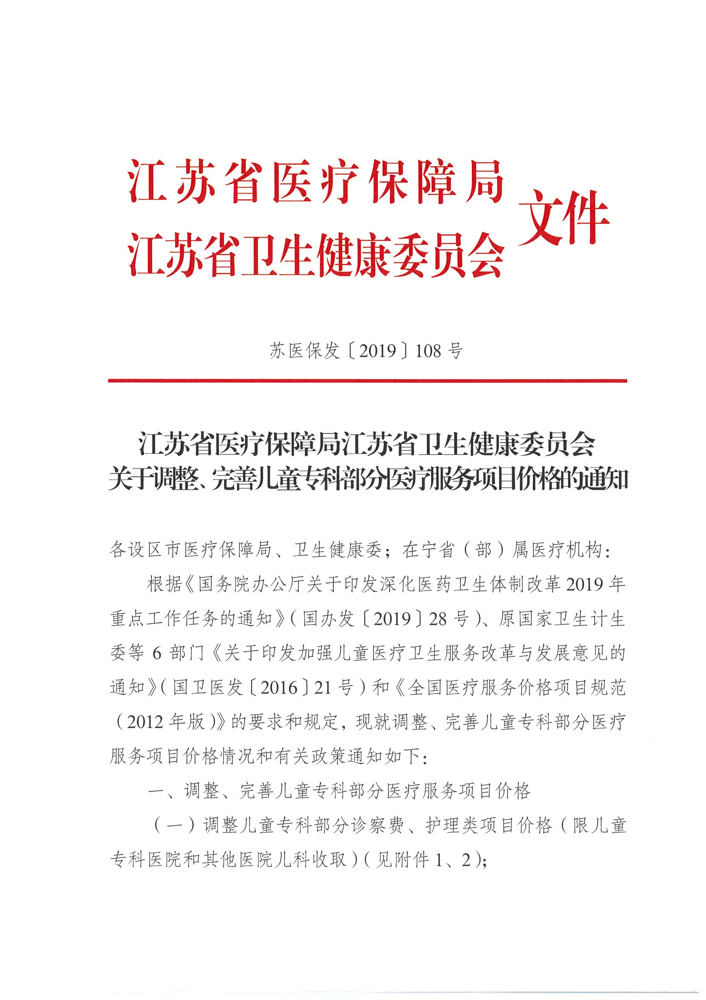 江苏省医疗保障局
江苏省卫生健康委员会
文件
苏医保发〔2019〕108 号
江苏省医疗保障局江苏省卫生健康委员会
关于调整、完善儿童专科部分医疗服务项目价格的通知
各设区市医疗保障局、卫生健康委；在宁省（部）属医疗机构：
根据《国务院办公厅关于印发深化医药卫生体制改革 2019 年
重点工作任务的通知》（国办发〔2019〕28 号）、原国家卫生计生
委等 6 部门《关于印发加强儿童医疗卫生服务改革与发展意见的
通知》（国卫医发〔2016〕21 号）和《全国医疗服务价格项目规范
（2012 年版）》的要求和规定，现就调整、完善儿童专科部分医疗
服务项目价格情况和有关政策通知如下：
一、调整、完善儿童专科部分医疗服务项目价格
（一）调整儿童专科部分诊察费、护理类项目价格（限儿童
专科医院和其他医院儿科收取）（见附件 1、2）；